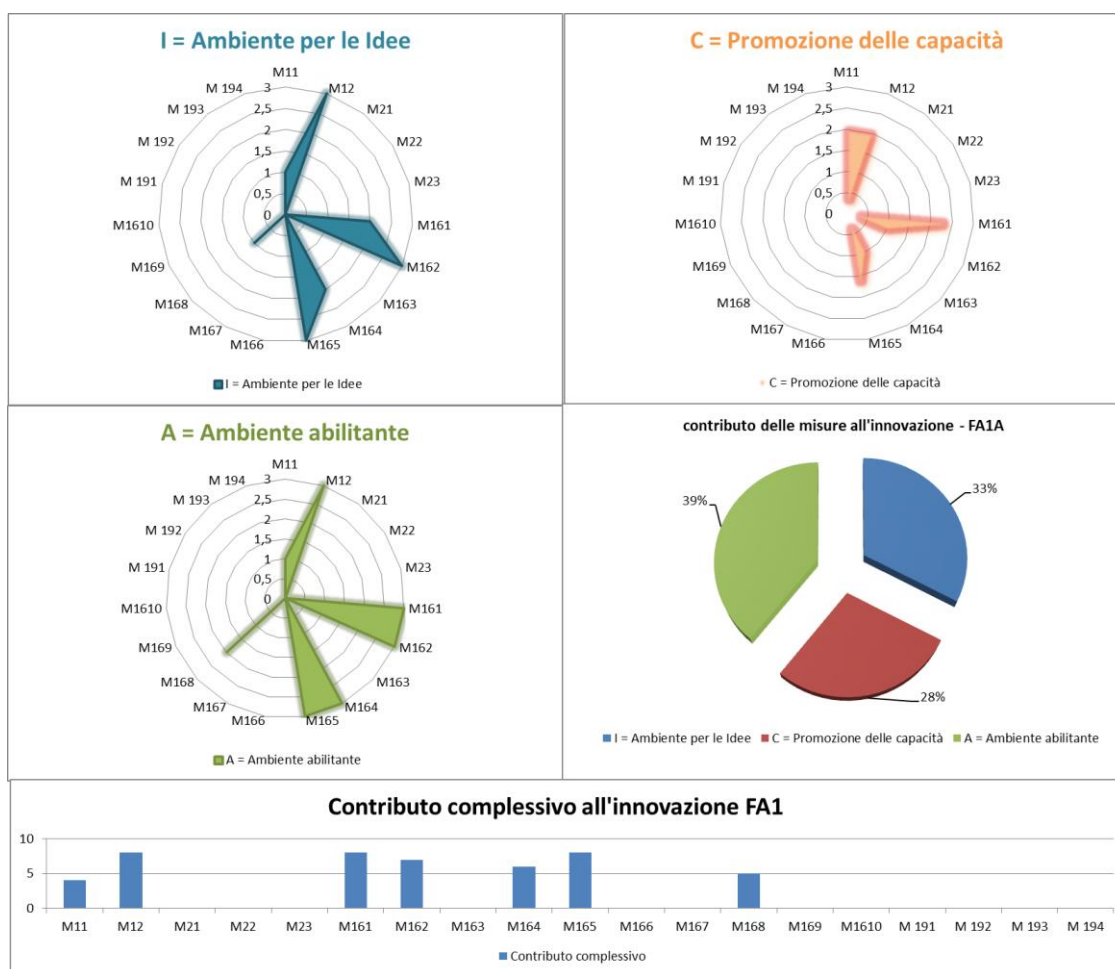 I = Ambiente per le Idee
M11
M12
M21
M22
M23
M161
M162
M163
M164
M165
M166
M167
M168
M169
M1610
M 191
M 192
M 193
M 194
3
2,5
2
1,5
1
0,5
0
I = Ambiente per le Idee
C = Promozione delle capacità
M11
M12
M21
M22
M23
M161
M162
M163
M164
M165
M166
M167
M168
M169
M1610
M 191
M 192
M 193
M 194
3
2,5
2
1,5
1
0,5
0
C = Promozione delle capacità
A = Ambiente abilitante
M11
M12
M21
M22
M23
M161
M162
M163
M164
M165
M166
M167
M168
M169
M1610
M 191
M 192
M 193
M 194
3
2,5
2
1,5
1
0,5
0
A = Ambiente abilitante
contributo delle misure all'innovazione - FA1A
39%
33%
28%
I = Ambiente per le Idee C = Promozione delle capacità A = Ambiente abilitante
Contributo complessivo all'innovazione FA1
10
5
0
M11 M12 M21 M22 M23 M161 M162 M163 M164 M165 M166 M167 M168 M169 M1610 M 191 M 192 M 193 M 194
Contributo complessivo